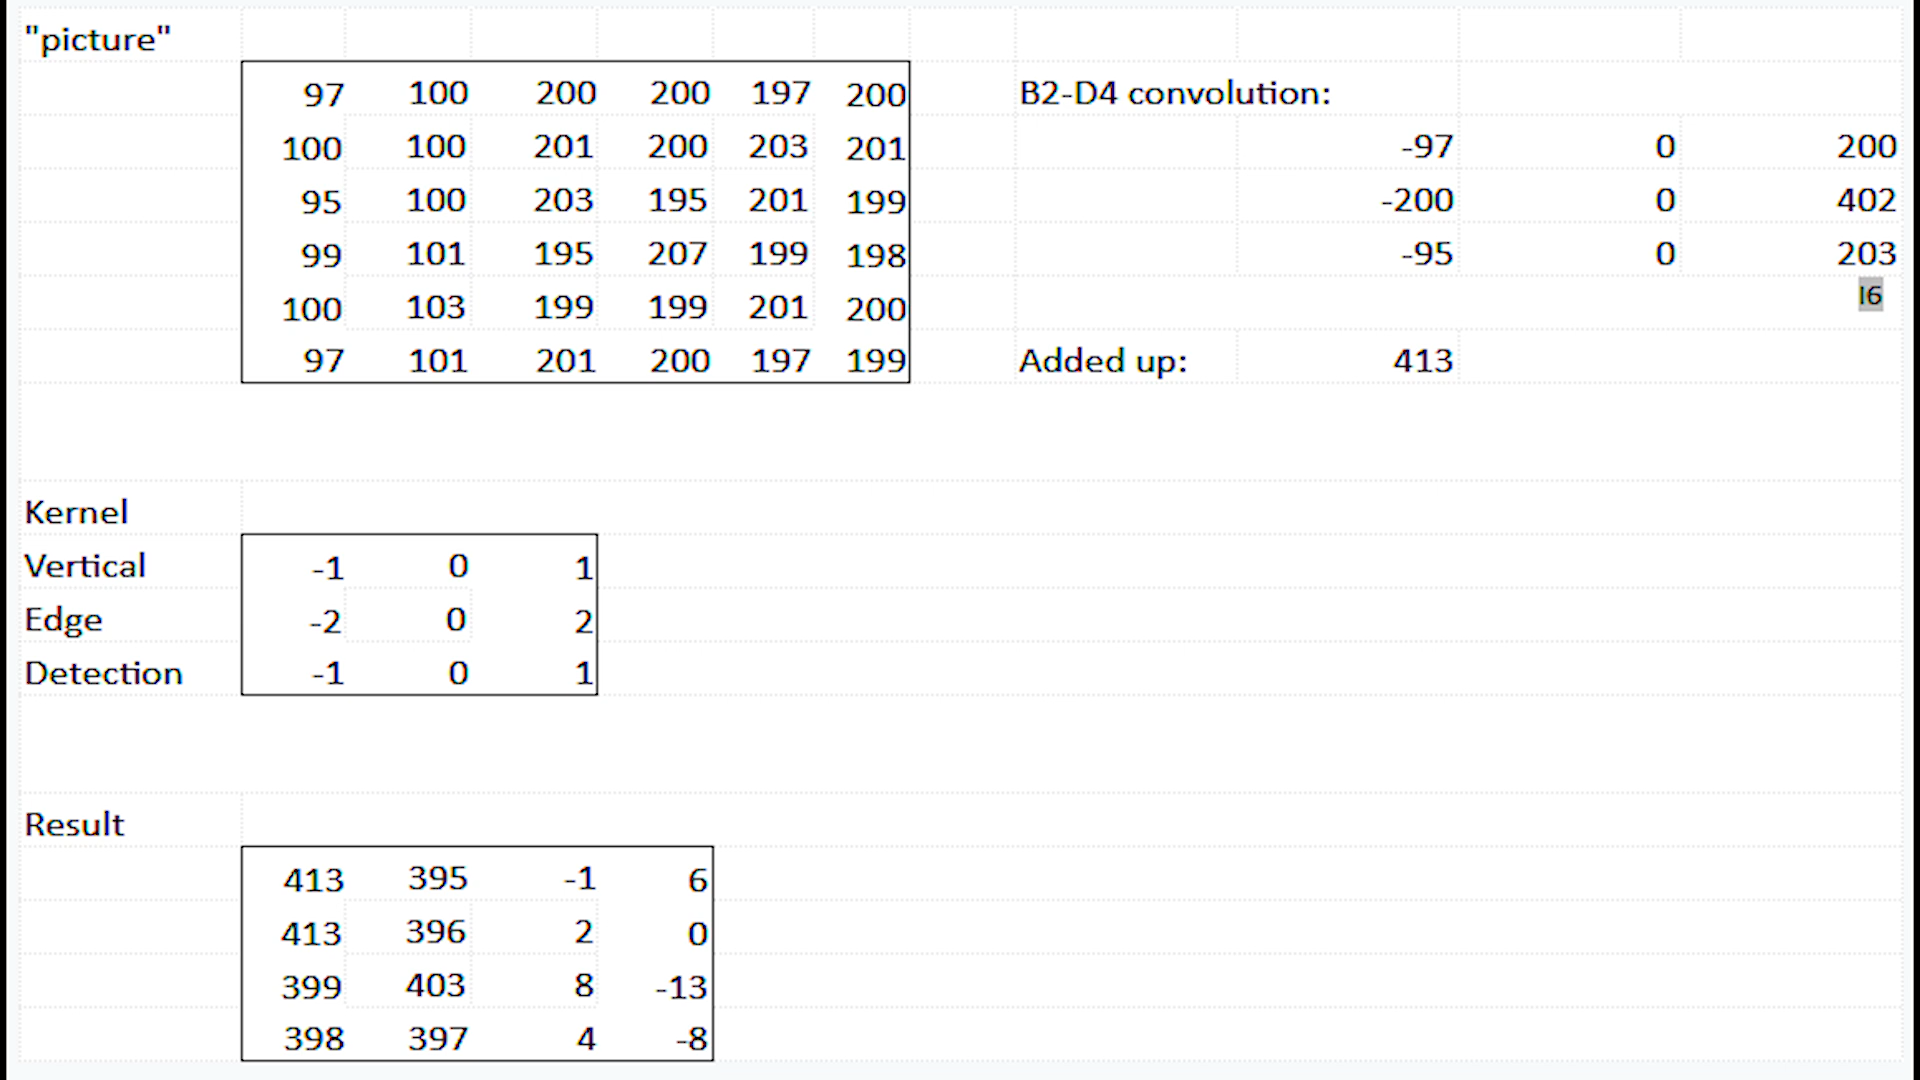 "picture"
97 100 200 200 197 200 B2-D4 convolution:
100 100 201 200 203 201 -97 0 200
95 100 203 195 201 199 -200 0 402
99 101 195 207 199 198 -95 0 203
I6
100 103 199 199 201 200
97 101 201 200 197 199 Added up: 413
Kernel
Vertical -1 0 1
Edge -2 0 2
Detection -1 0 1
Result
413 395 -1 6
413 396 2 0
399 403 8 -13
398 397 4 -8